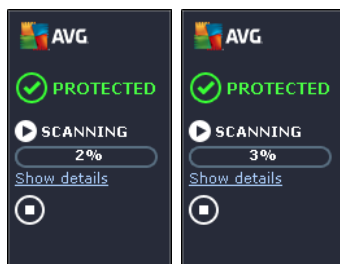 AVG
PROTECTED
SCANNING
2%
Show details
AVG
PROTECTED
SCANNING
3%
Show details